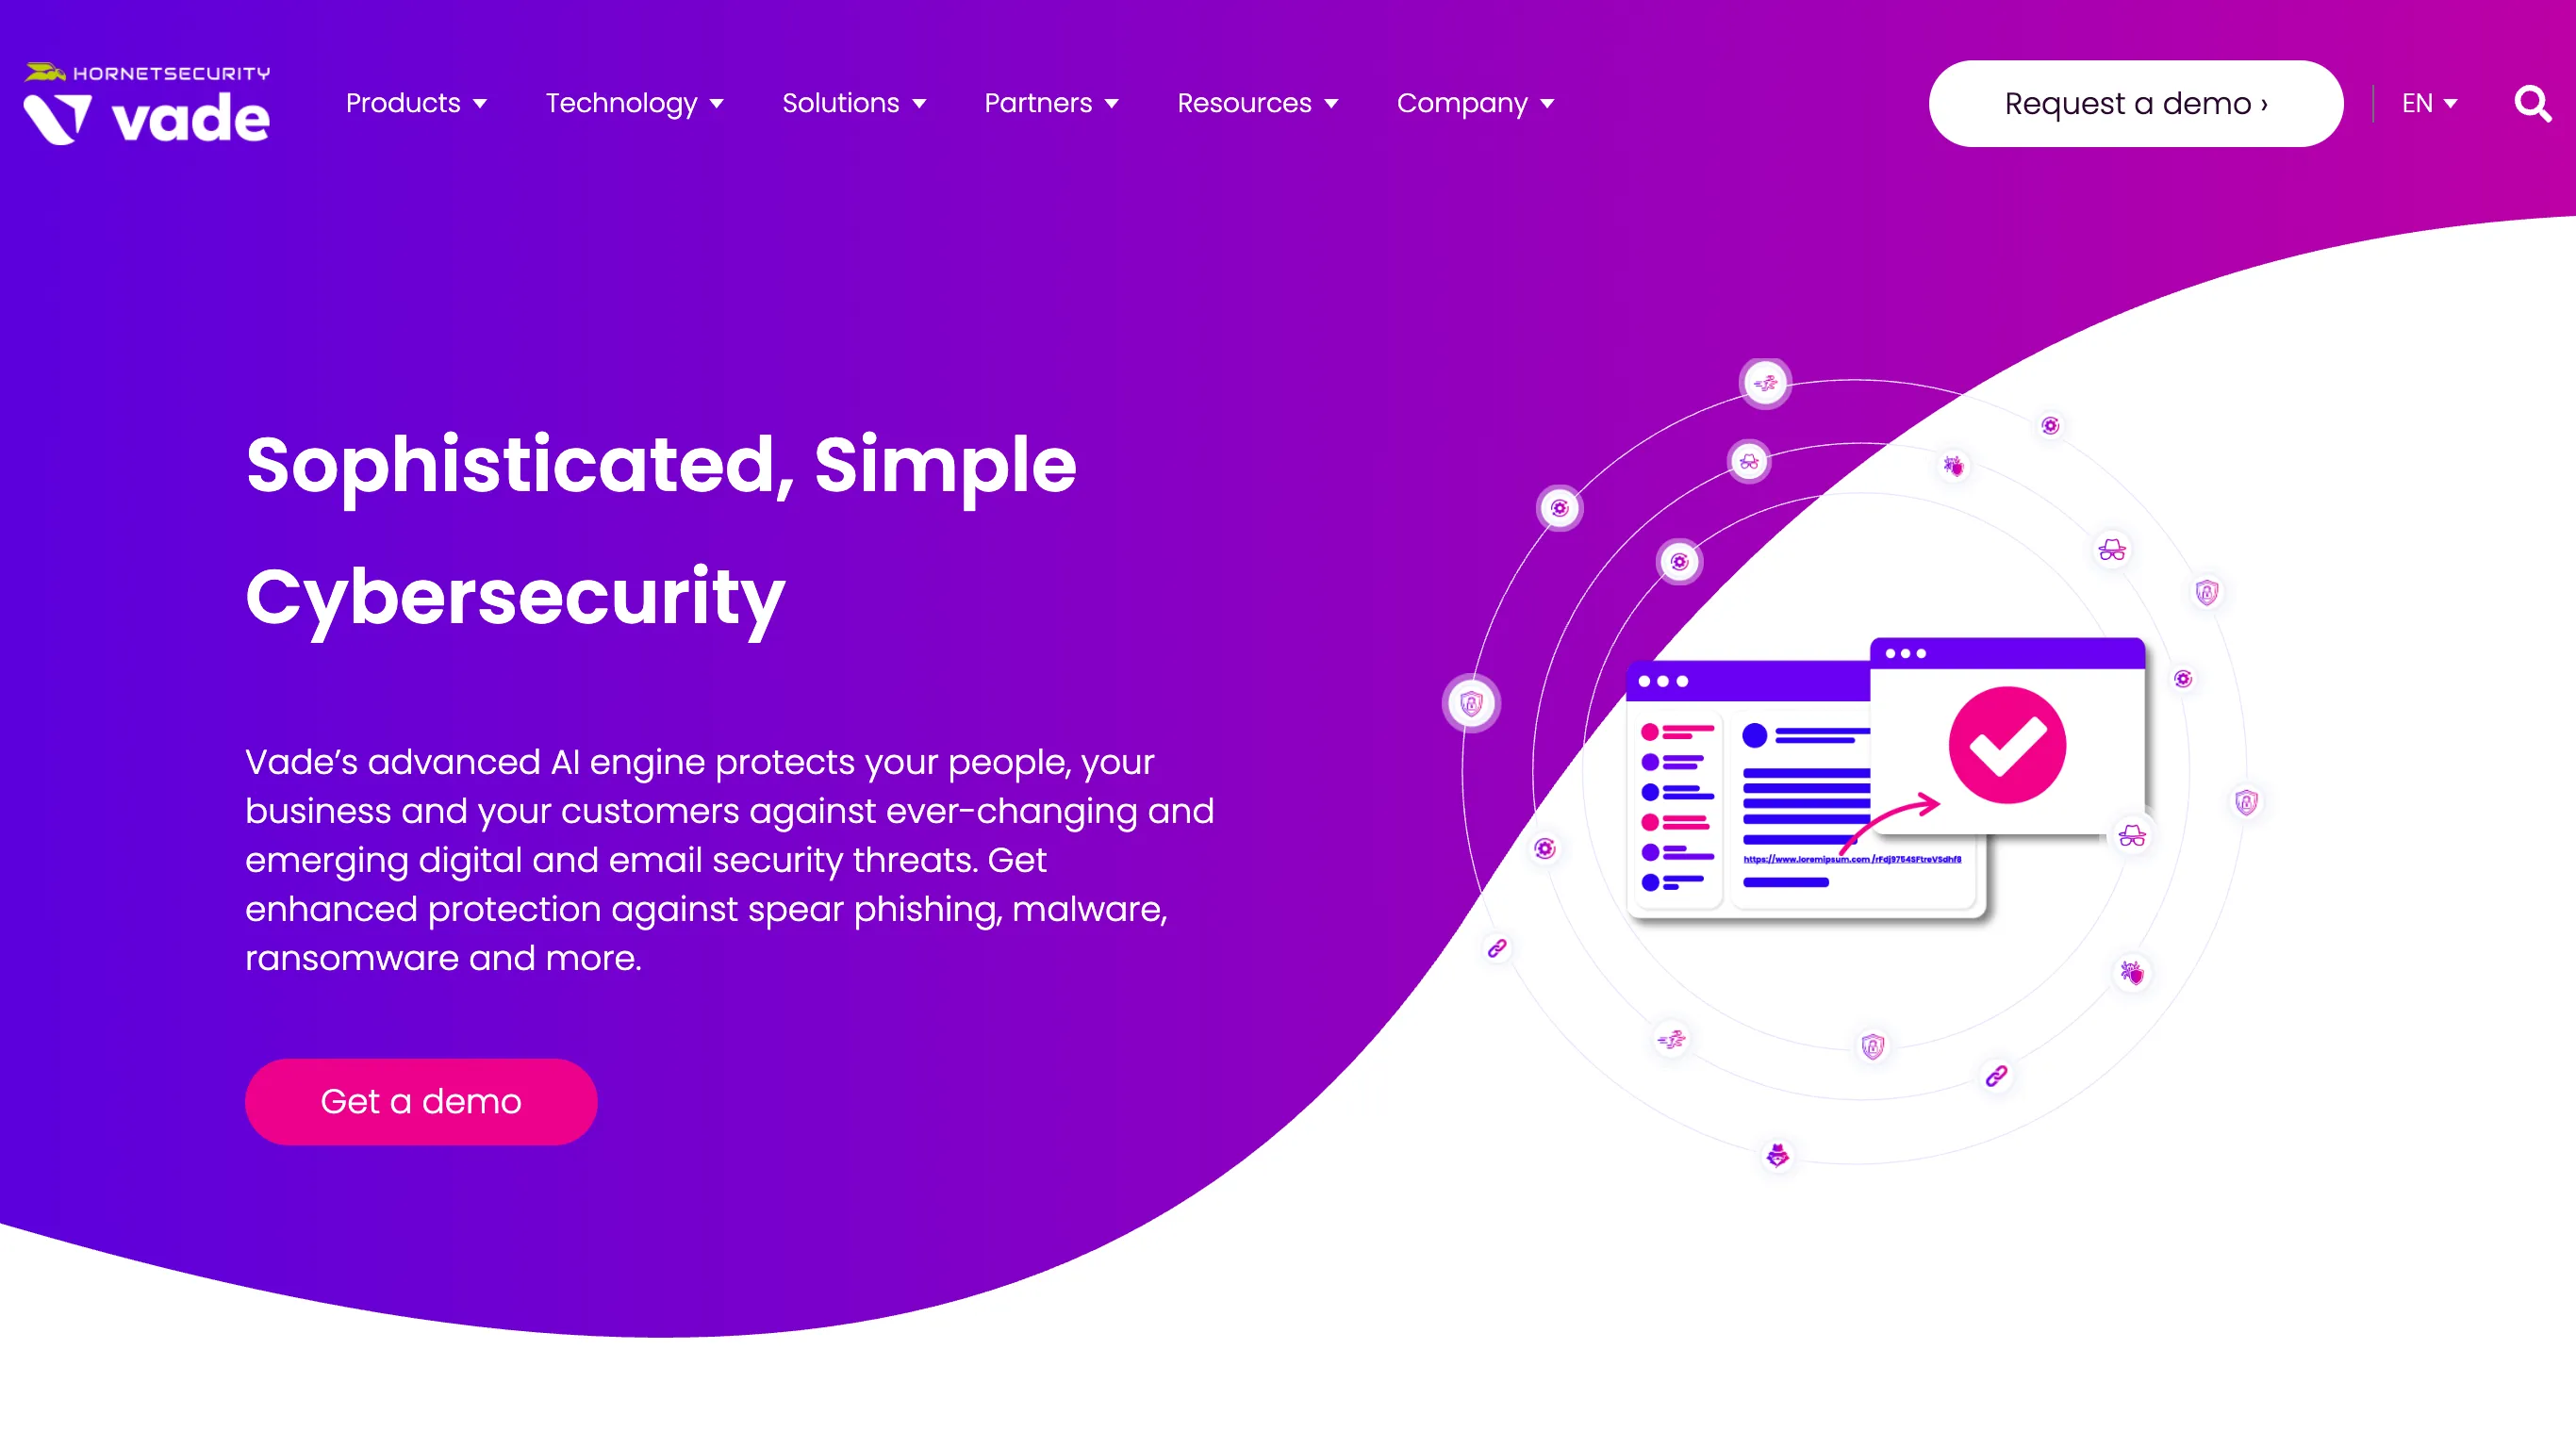 HORNETSECURITY
vade
Products
Technology
Solutions
Partners
Resources
Company
Request a demo ›
EN
Sophisticated, Simple
Cybersecurity
Vade’s advanced AI engine protects your people, your
business and your customers against ever-changing and
emerging digital and email security threats. Get
enhanced protection against spear phishing, malware,
ransomware and more.
Get a demo
https://www.loremipsum.com/rFdj9754SFtreVSdhf8